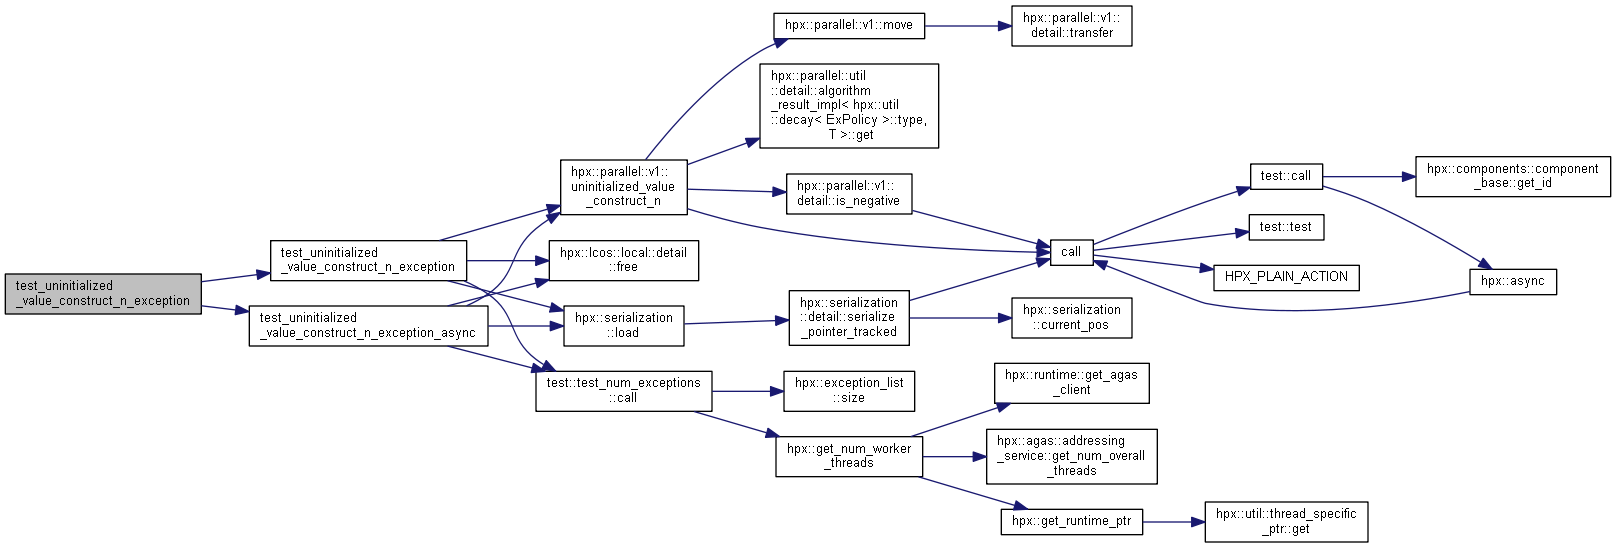 test_uninitialized
_value_construct_n_exception
test_uninitialized
_value_construct_n_exception
test_uninitialized
_value_construct_n_exception_async
hpx::parallel::v1::
uninitialized_value
_construct_n
hpx::lcos::local::detail
::free
hpx::serialization
::load
test::test_num_exceptions
::call
hpx::parallel::v1::move
hpx::parallel::util
::detail::algorithm
_result_impl< hpx::util
::decay< ExPolicy >::type,
T >::get
hpx::parallel::v1::
detail::is_negative
hpx::serialization
::detail::serialize
_pointer_tracked
hpx::exception_list
::size
hpx::get_num_worker
_threads
hpx::parallel::v1::
detail::transfer
call
hpx::serialization
::current_pos
hpx::runtime::get_agas
_client
hpx::agas::addressing
_service::get_num_overall
_threads
hpx::get_runtime_ptr
test::call
test::test
HPX_PLAIN_ACTION
hpx::util::thread_specific
_ptr::get
hpx::components::component
_base::get_id
hpx::async